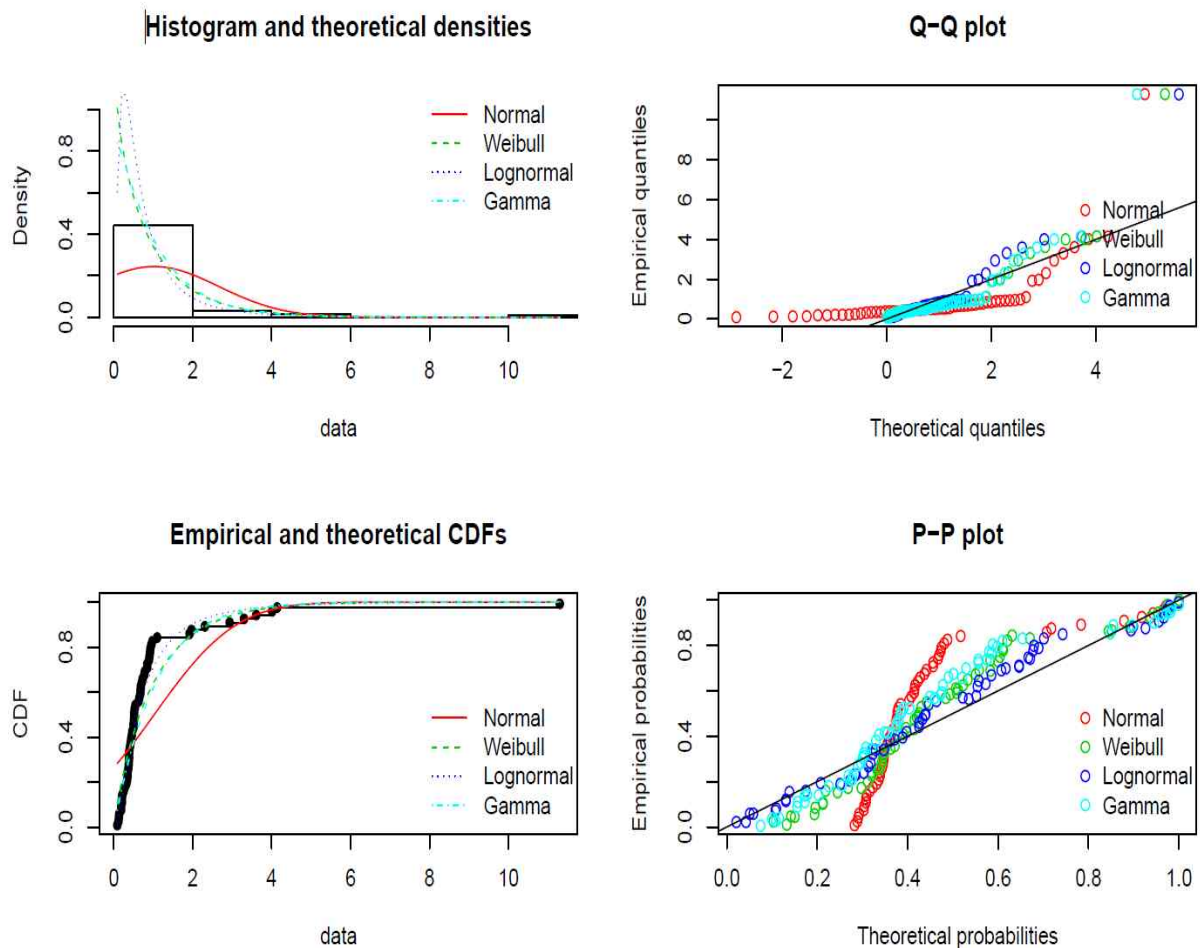 Histogram and theoretical densities
Density
0.0
0.4
0.8
Normal
Weibull
Lognormal
Gamma
0 2 4 6 8 10
data
Q−Q plot
Empirical quantiles
0
2
4
6
8
Normal
Weibull
Lognormal
Gamma
−2 0 2 4
Theoretical quantiles
Empirical and theoretical CDFs
CDF
0.0
0.4
0.8
Normal
Weibull
Lognormal
Gamma
0 2 4 6 8 10
data
P−P plot
Empirical probabilities
0.0
0.4
0.8
Normal
Weibull
Lognormal
Gamma
0.0 0.2 0.4 0.6 0.8 1.0
Theoretical probabilities